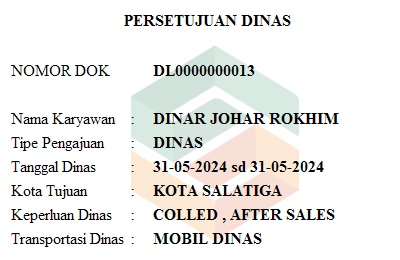 PERSETUJUAN DINAS
NOMOR DOK DL0000000013
Nama Karyawan : DINAR JOHAR ROKHIM
Tipe Pengajuan : DINAS
Tanggal Dinas : 31-05-2024 sd 31-05-2024
Kota Tujuan : KOTA SALATIGA
Keperluan Dinas : COLLED , AFTER SALES
Transportasi Dinas : MOBIL DINAS